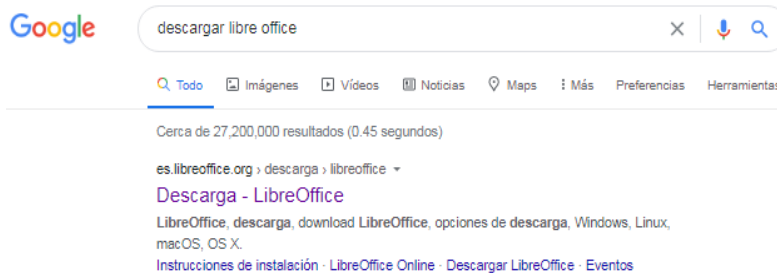 Google
descargar libre office
Todo Imágenes Vídeos Noticias Maps Más Preferencias Herramientas
Cerca de 27,200,000 resultados (0.45 segundos)
es.libreoffice.org › descarga › libreoffice
Descarga - LibreOffice
LibreOffice, descarga, download LibreOffice, opciones de descarga, Windows, Linux,
macOS, OS X.
Instrucciones de instalación · LibreOffice Online · Descargar LibreOffice · Eventos